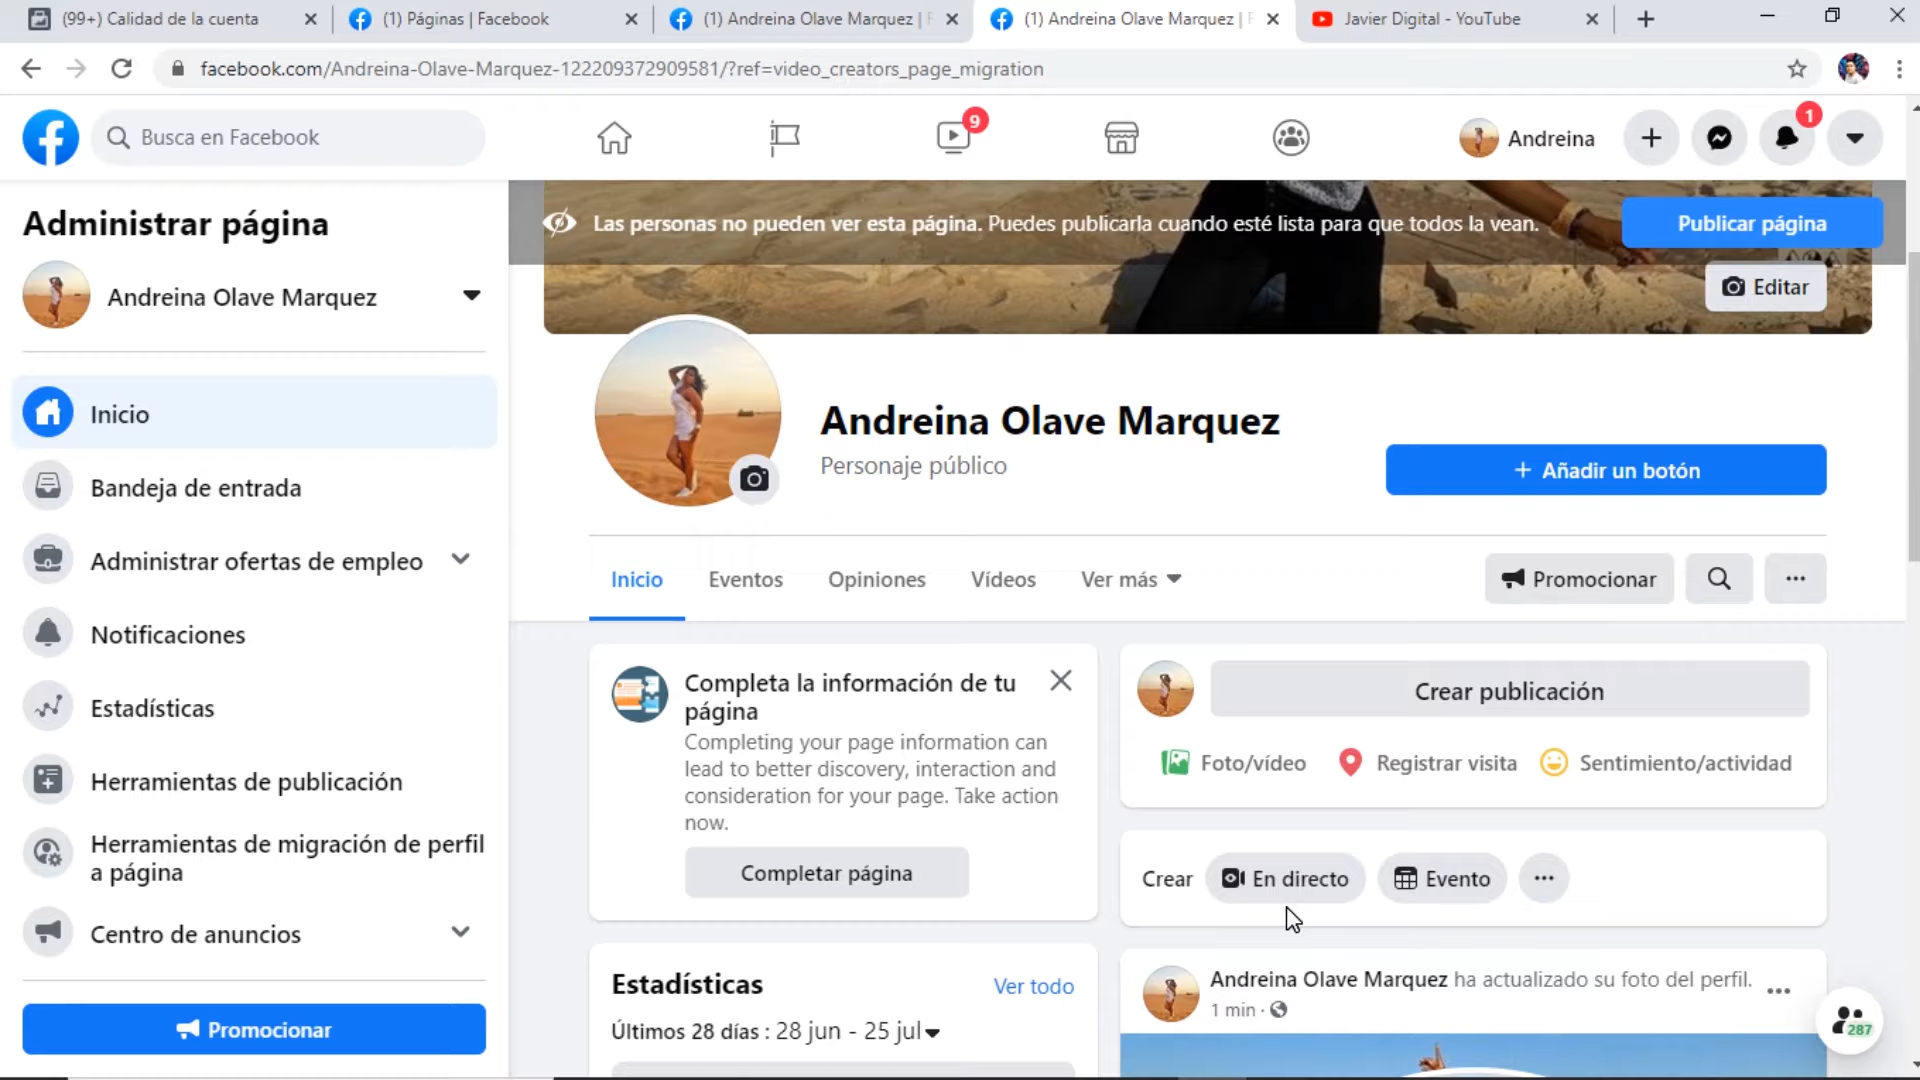 (99+) Calidad de la cuenta
(1) Páginas | Facebook
(1) Andreina Olave Marquez |
(1) Andreina Olave Marquez |
Javier Digital - YouTube
facebook.com/Andreina-Olave-Marquez-122209372909581/?ref=video_creators_page_migration
Busca en Facebook
9
Andreina
1
Administrar página
Andreina Olave Marquez
Inicio
Bandeja de entrada
Administrar ofertas de empleo
Notificaciones
Estadísticas
Herramientas de publicación
Herramientas de migración de perfil
a página
Centro de anuncios
Promocionar
Las personas no pueden ver esta página. Puedes publicarla cuando esté lista para que todos la vean.
Publicar página
Editar
Andreina Olave Marquez
Personaje público
+ Añadir un botón
Inicio
Eventos
Opiniones
Vídeos
Ver más
Promocionar
Completa la información de tu
página
Completing your page information can
lead to better discovery, interaction and
consideration for your page. Take action
now.
Completar página
Estadísticas
Ver todo
Últimos 28 días : 28 jun - 25 jul
Crear publicación
Foto/vídeo
Registrar visita
Sentimiento/actividad
Crear
En directo
Evento
Andreina Olave Marquez ha actualizado su foto del perfil.
1 min ·
287